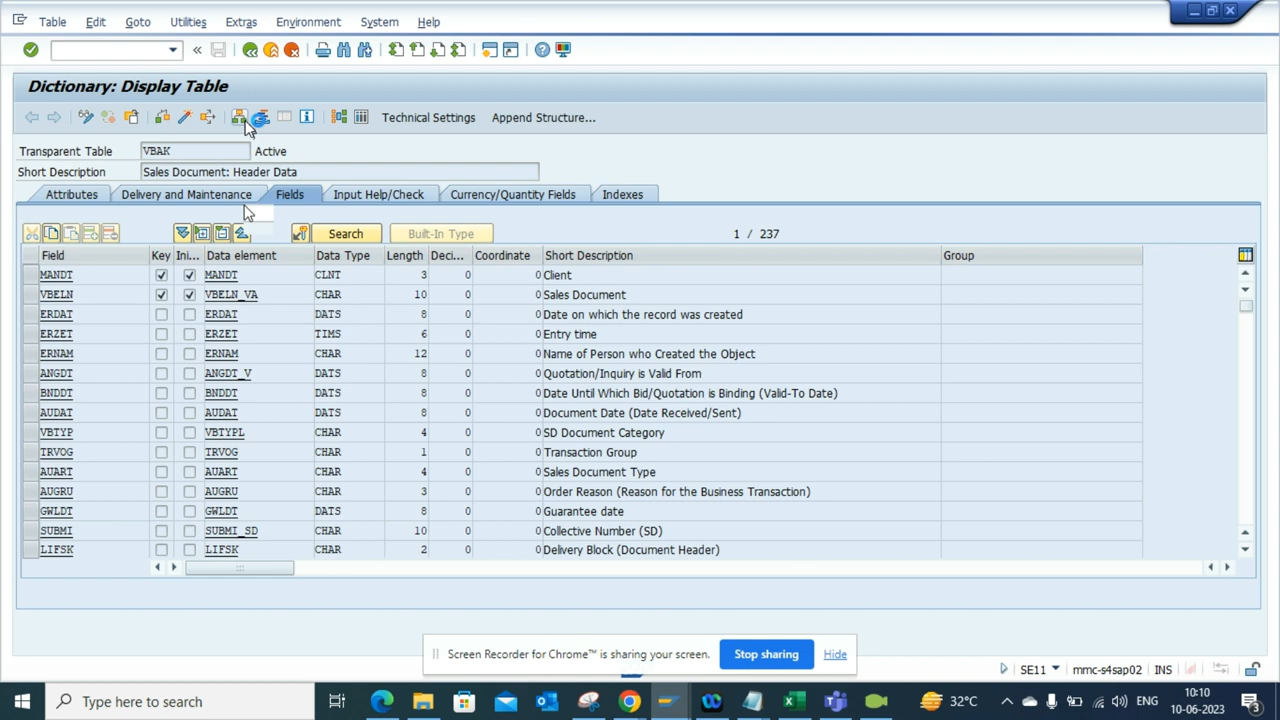 Table Edit Goto Utilities Extras Environment System Help
Dictionary: Display Table
Technical Settings Append Structure...
Transparent Table VBAK Active
Short Description Sales Document: Header Data
Attributes Delivery and Maintenance Fields Input Help/Check Currency/Quantity Fields Indexes
Search Built-In Type 1 / 237
Field Key Ini... Data element Data Type Length Deci... Coordinate Short Description Group
MANDT MANDT CLNT 3 0 0 Client
VBELN VBELN_VA CHAR 10 0 0 Sales Document
ERDAT ERDAT DATS 8 0 0 Date on which the record was created
ERZET ERZET TIMS 6 0 0 Entry time
ERNAM ERNAM CHAR 12 0 0 Name of Person who Created the Object
ANGDT ANGDT_V DATS 8 0 0 Quotation/Inquiry is Valid From
BNDDT BNDDT DATS 8 0 0 Date Until Which Bid/Quotation is Binding (Valid-To Date)
AUDAT AUDAT DATS 8 0 0 Document Date (Date Received/Sent)
VBTYP VBTYPL CHAR 4 0 0 SD Document Category
TRVOG TRVOG CHAR 1 0 0 Transaction Group
AUART AUART CHAR 4 0 0 Sales Document Type
AUGRU AUGRU CHAR 3 0 0 Order Reason (Reason for the Business Transaction)
GWLDT GWLDT DATS 8 0 0 Guarantee date
SUBMI SUBMI_SD CHAR 10 0 0 Collective Number (SD)
LIFSK LIFSK CHAR 2 0 0 Delivery Block (Document Header)
Screen Recorder for Chrome™ is sharing your screen. Stop sharing Hide
SE11 mmc-s4sap02 INS
Type here to search 32°C ENG 10:10
10-06-2023 3